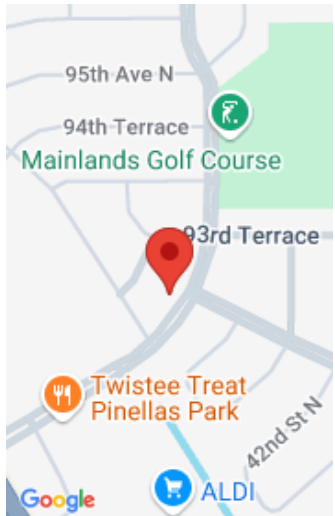 95th Ave N
94th Terrace
Mainlands Golf Course
93rd Terrace
Twistee Treat
Pinellas Park
42nd St N
ALDI
Google